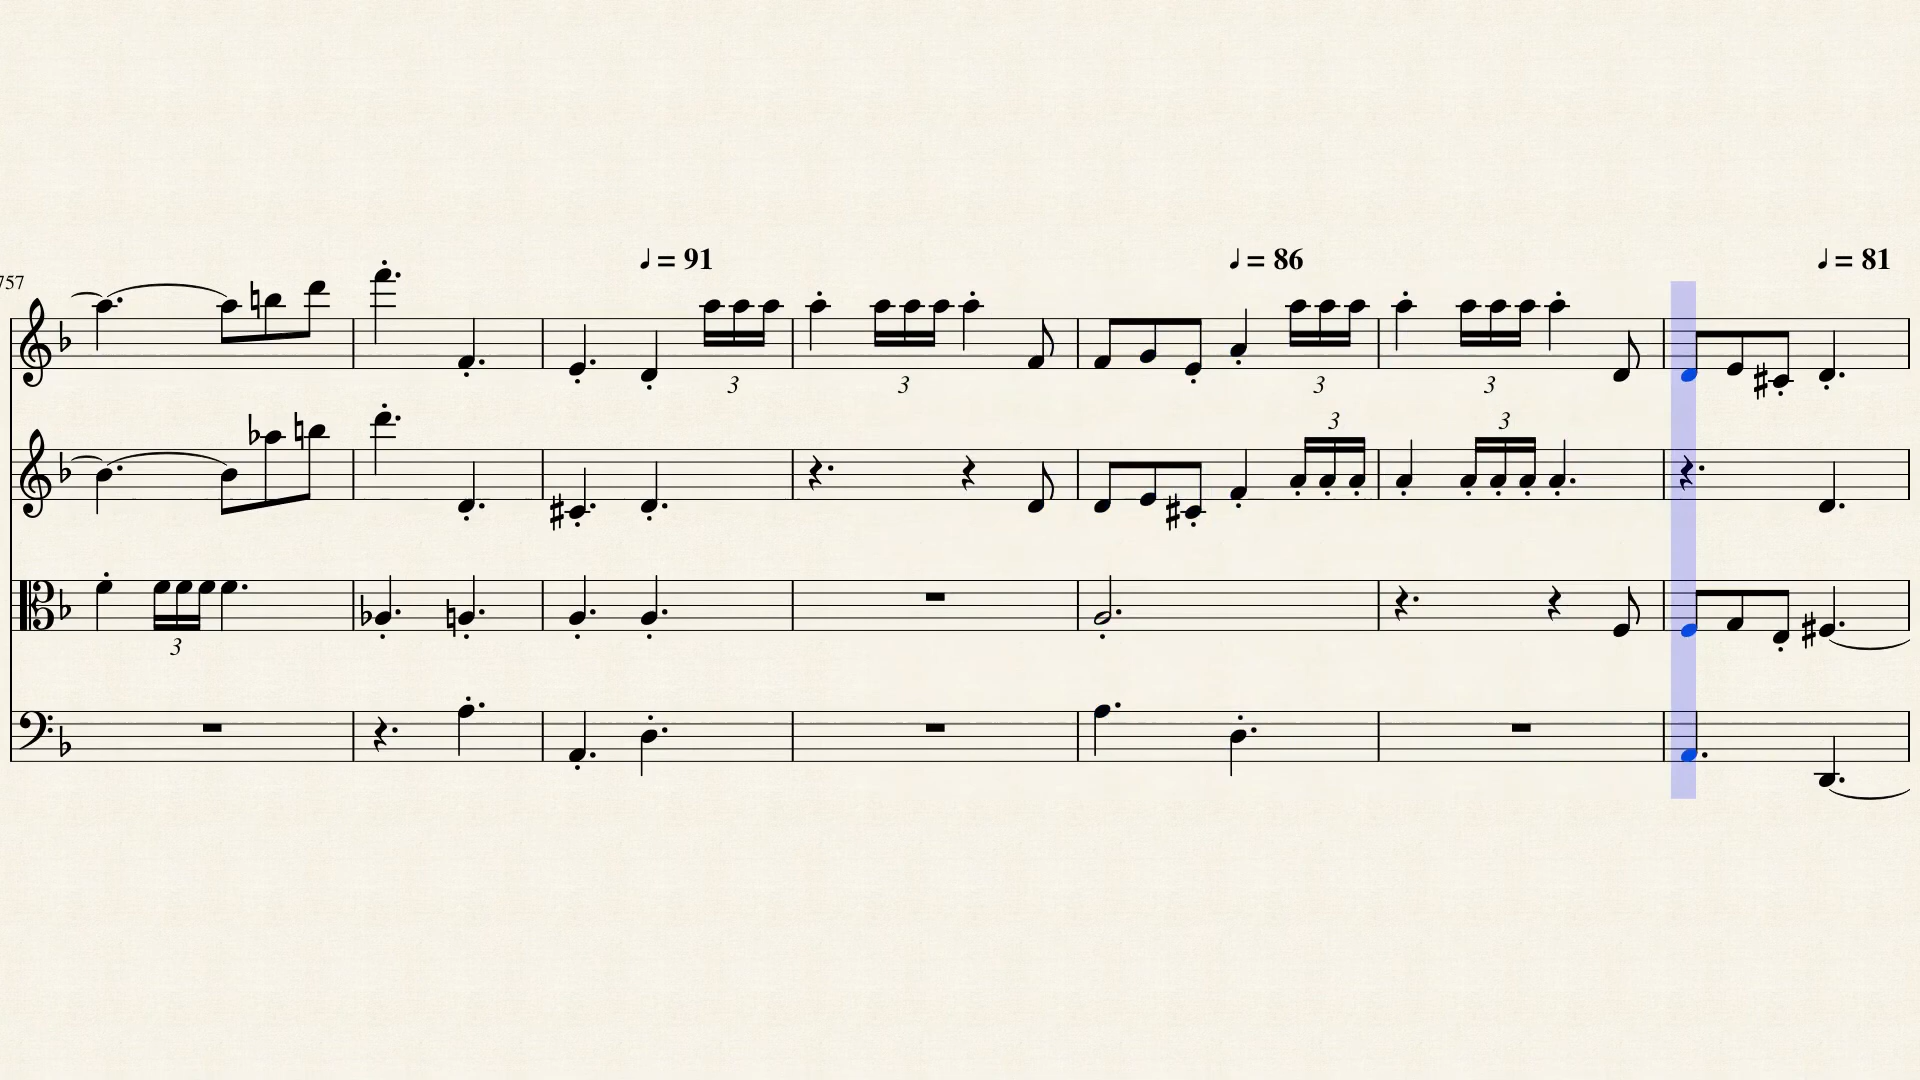 ♩ = 91 ♩ = 86 ♩ = 81
757
3 3 3 3
3 3
3